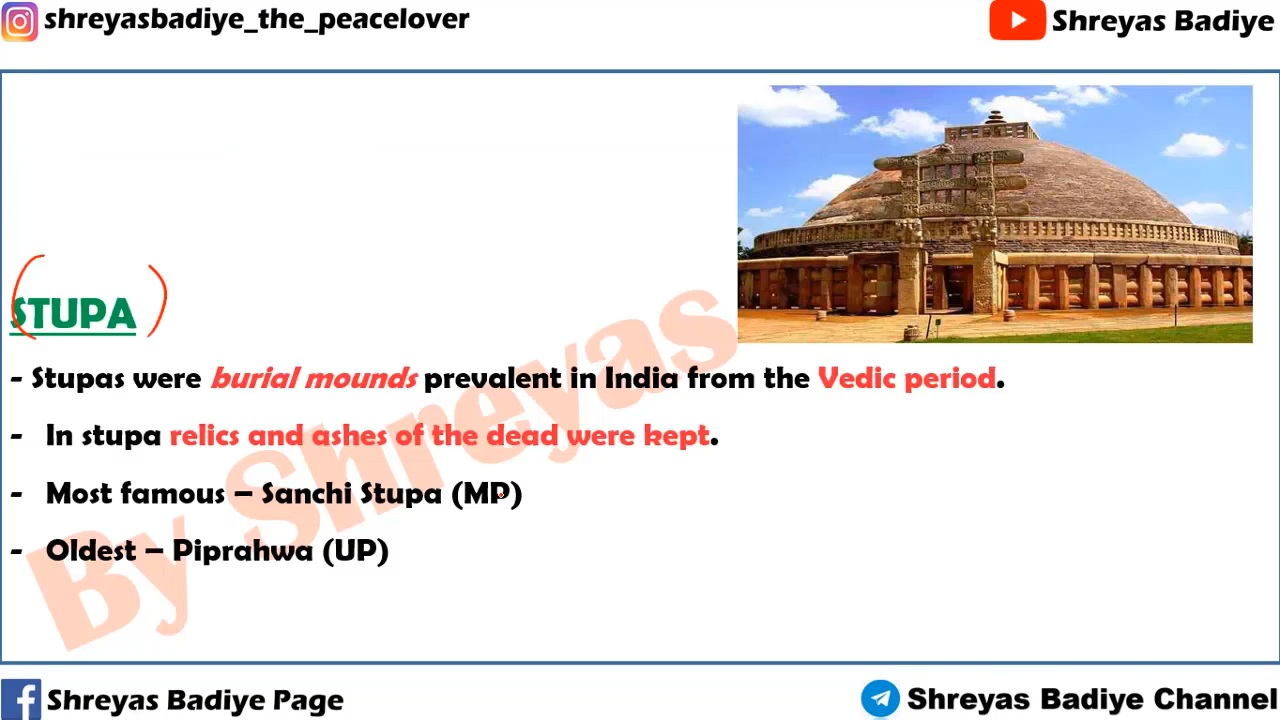 shreyasbadiye_the_peacelover
Shreyas Badiye
STUPA
- Stupas were burial mounds prevalent in India from the Vedic period.
- In stupa relics and ashes of the dead were kept.
- Most famous – Sanchi Stupa (MP)
- Oldest – Piprahwa (UP)
By Shreyas
Shreyas Badiye Page
Shreyas Badiye Channel